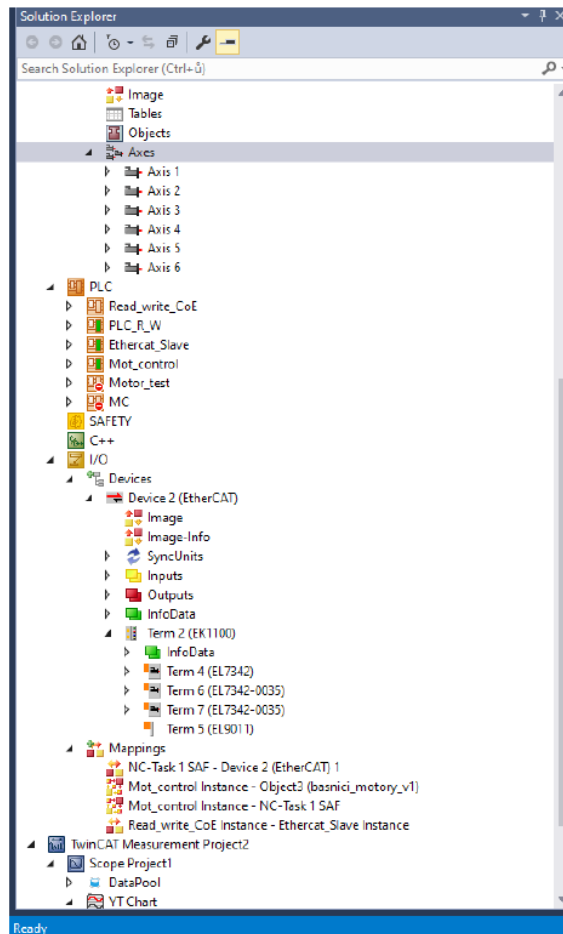 Solution Explorer
Search Solution Explorer (Ctrl+ů)
Image
Tables
Objects
Axes
Axis 1
Axis 2
Axis 3
Axis 4
Axis 5
Axis 6
PLC
Read_write_CoE
PLC_R_W
Ethercat_Slave
Mot_control
Motor_test
MC
SAFETY
C++
I/O
Devices
Device 2 (EtherCAT)
Image
Image-Info
SyncUnits
Inputs
Outputs
InfoData
Term 2 (EK1100)
InfoData
Term 4 (EL7342)
Term 6 (EL7342-0035)
Term 7 (EL7342-0035)
Term 5 (EL9011)
Mappings
NC-Task 1 SAF - Device 2 (EtherCAT) 1
Mot_control Instance - Object3 (basnici_motory_v1)
Mot_control Instance - NC-Task 1 SAF
Read_write_CoE Instance - Ethercat_Slave Instance
TwinCAT Measurement Project2
Scope Project1
DataPool
YT Chart
Ready